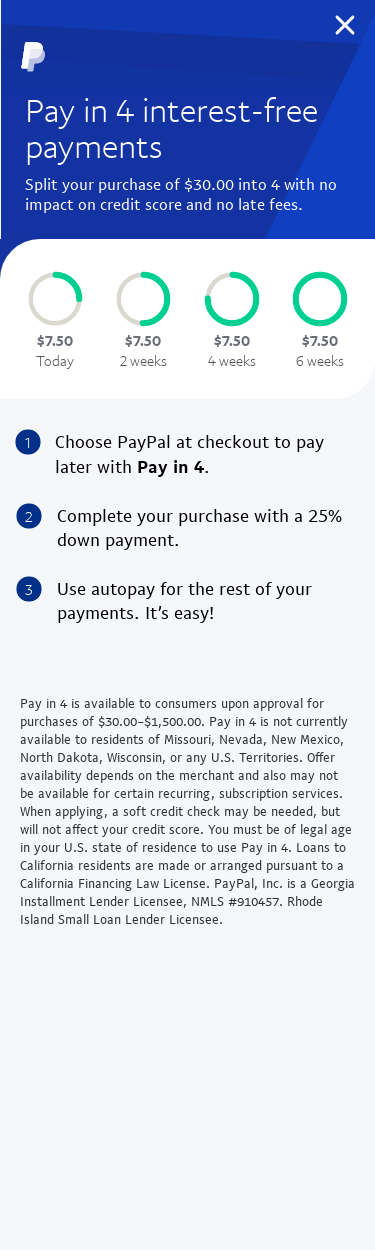 Pay in 4 interest-free
payments
Split your purchase of $30.00 into 4 with no
impact on credit score and no late fees.
$7.50 $7.50 $7.50 $7.50
Today 2 weeks 4 weeks 6 weeks
1 Choose PayPal at checkout to pay
later with Pay in 4.
2 Complete your purchase with a 25%
down payment.
3 Use autopay for the rest of your
payments. It’s easy!
Pay in 4 is available to consumers upon approval for
purchases of $30.00–$1,500.00. Pay in 4 is not currently
available to residents of Missouri, Nevada, New Mexico,
North Dakota, Wisconsin, or any U.S. Territories. Offer
availability depends on the merchant and also may not
be available for certain recurring, subscription services.
When applying, a soft credit check may be needed, but
will not affect your credit score. You must be of legal age
in your U.S. state of residence to use Pay in 4. Loans to
California residents are made or arranged pursuant to a
California Financing Law License. PayPal, Inc. is a Georgia
Installment Lender Licensee, NMLS #910457. Rhode
Island Small Loan Lender Licensee.